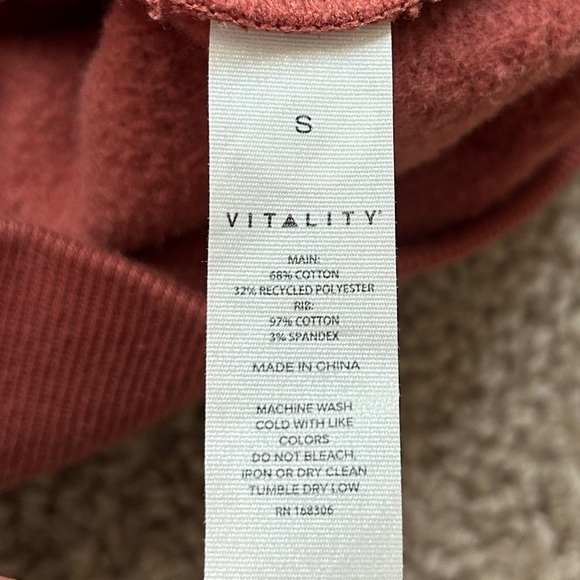 S
VITALITY
MAIN:
68% COTTON
32% RECYCLED POLYESTER
RIB:
97% COTTON
3% SPANDEX
MADE IN CHINA
MACHINE WASH
COLD WITH LIKE
COLORS
DO NOT BLEACH,
IRON OR DRY CLEAN
TUMBLE DRY LOW
RN 168306